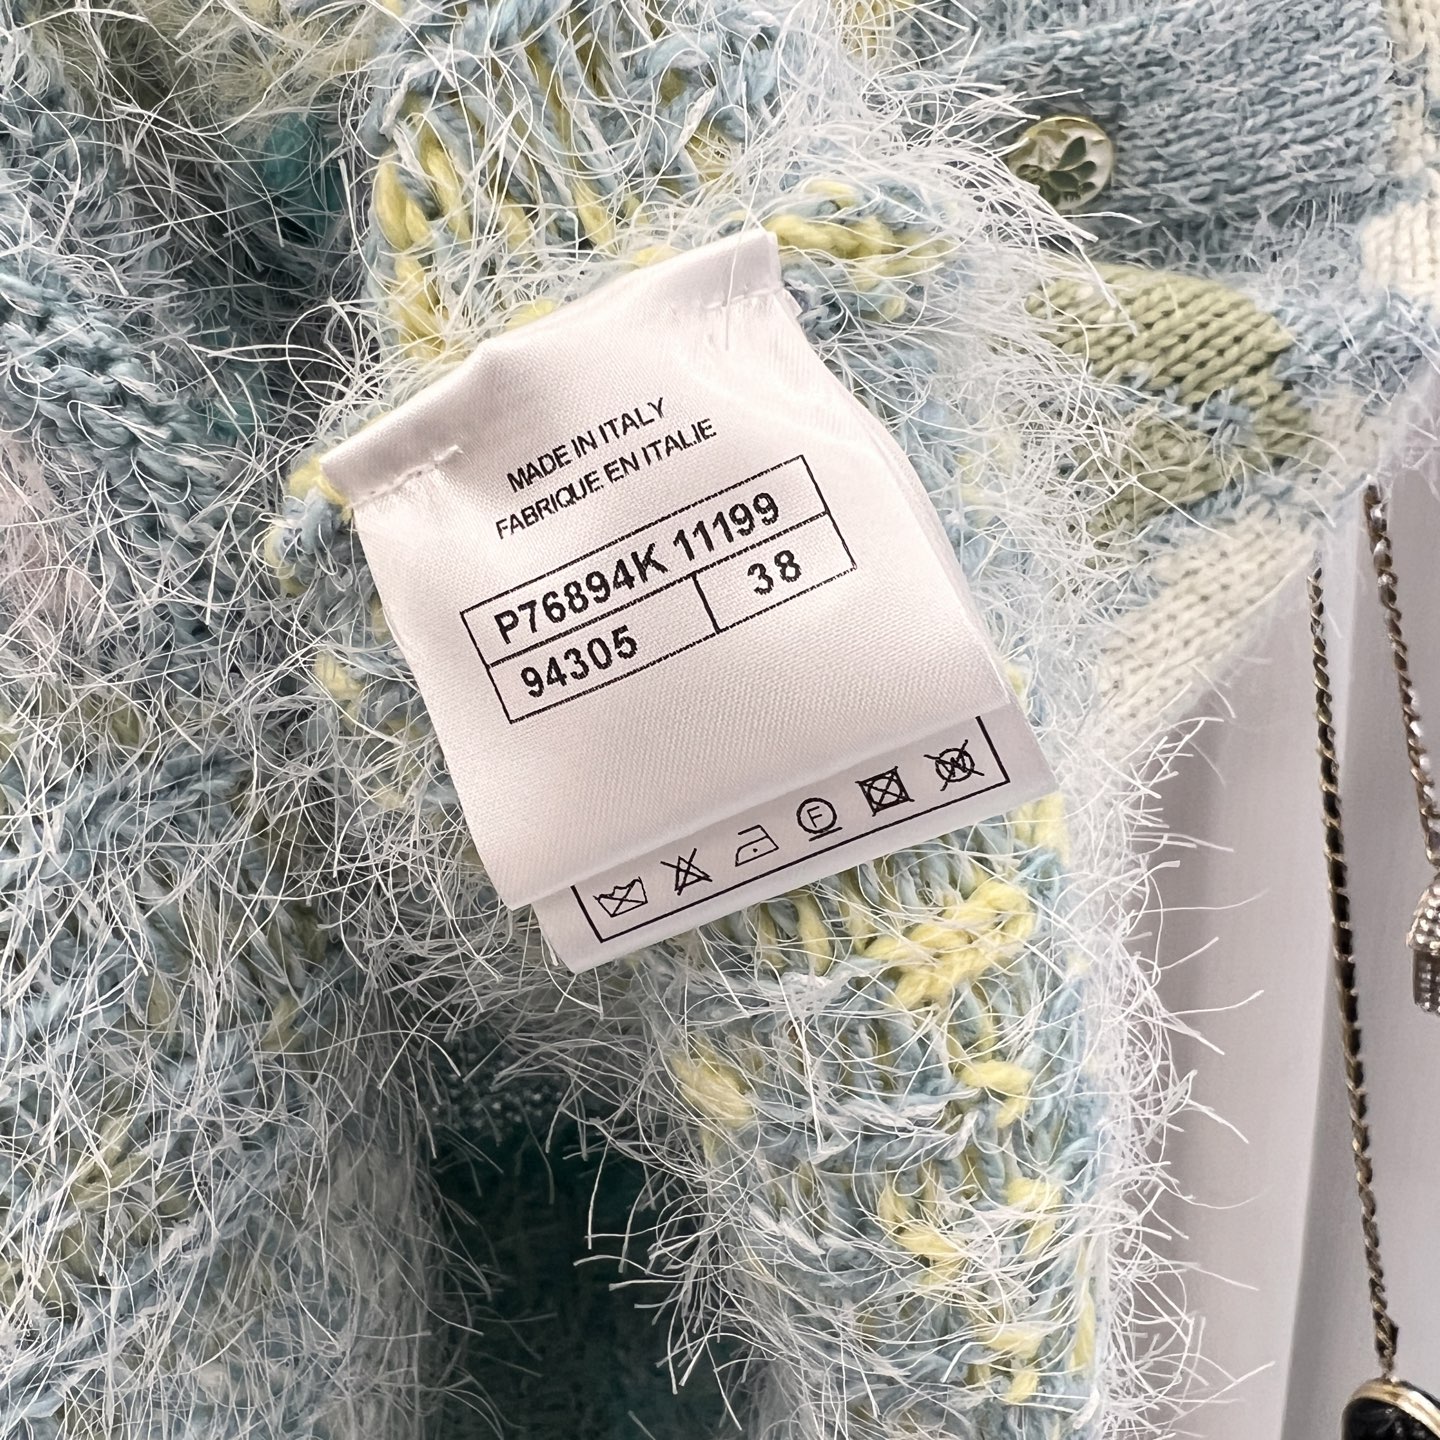 MADE IN ITALY
FABRIQUE EN ITALIE
P76894K 11199
94305 38
F W